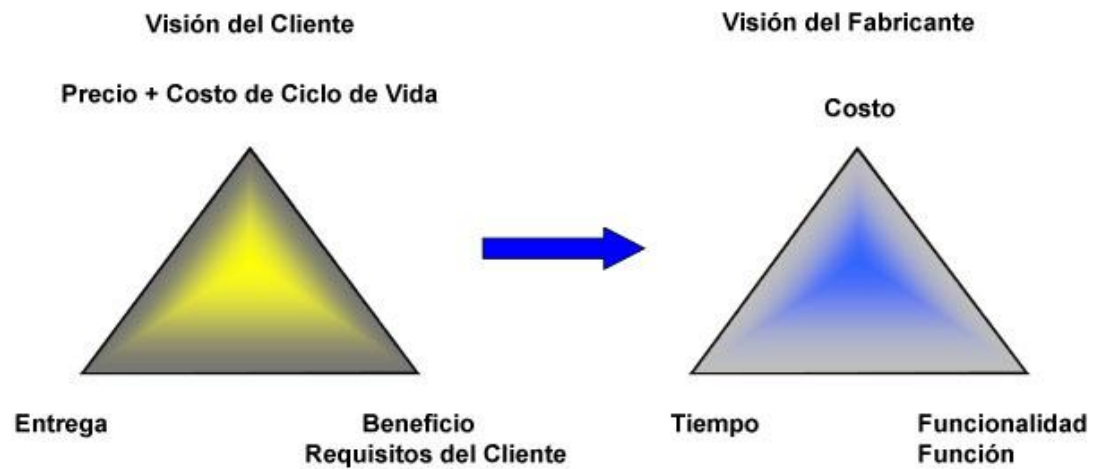 Visión del Cliente
Precio + Costo de Ciclo de Vida
Entrega
Beneficio
Requisitos del Cliente
Visión del Fabricante
Costo
Tiempo
Funcionalidad
Función